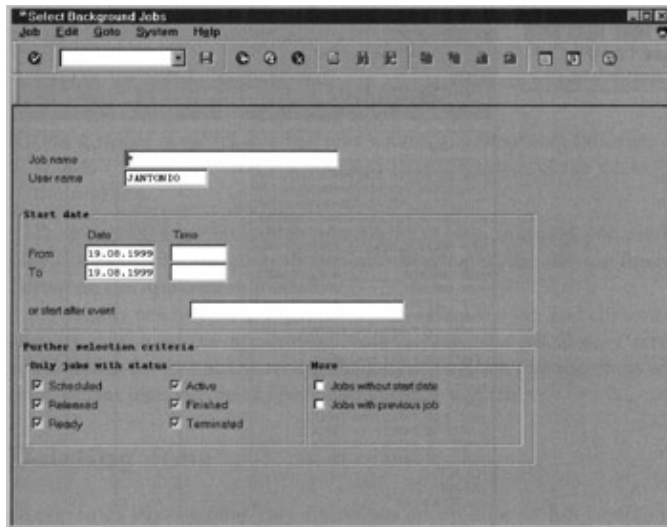 Select Background Jobs
Job Edit Goto System Help
Job name *
User name JANTONIO
Start date
Date Time
From 19.08.1999
To 19.08.1999
or start after event
Further selection criteria
Only jobs with status More
Scheduled Active Jobs without start date
Released Finished Jobs with previous job
Ready Terminated